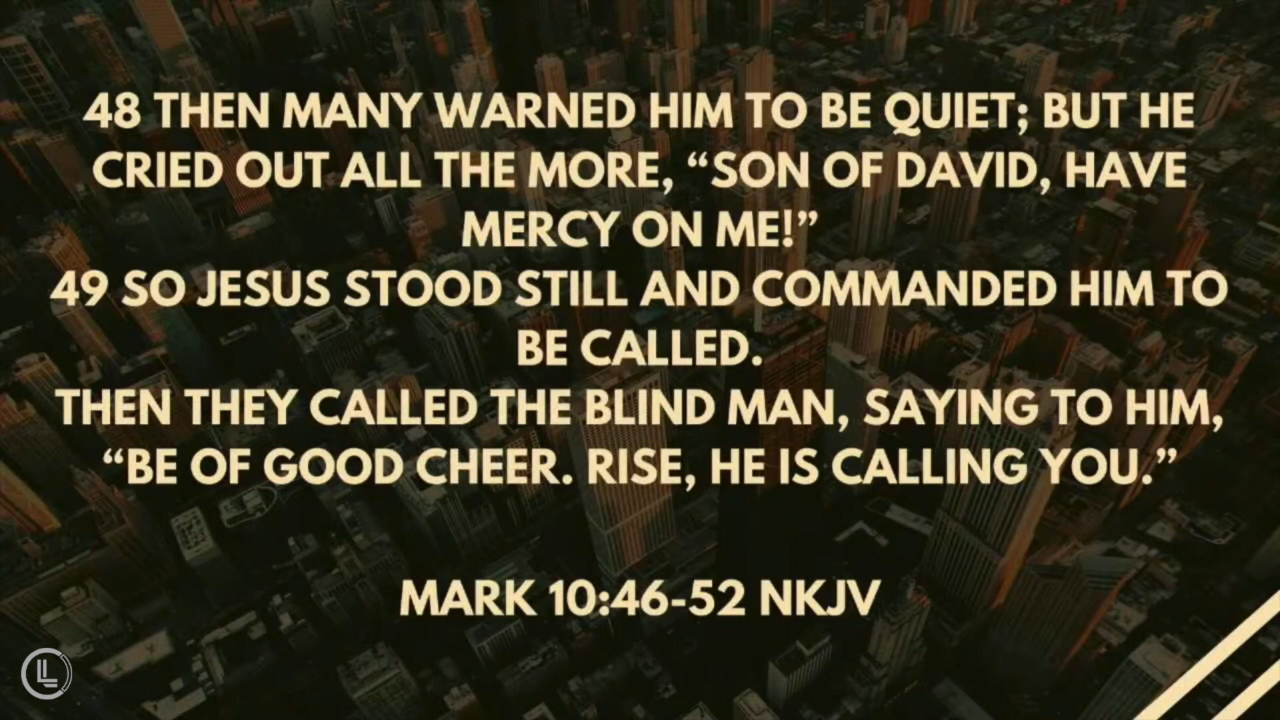 48 THEN MANY WARNED HIM TO BE QUIET; BUT HE
CRIED OUT ALL THE MORE, “SON OF DAVID, HAVE
MERCY ON ME!”
49 SO JESUS STOOD STILL AND COMMANDED HIM TO
BE CALLED.
THEN THEY CALLED THE BLIND MAN, SAYING TO HIM,
“BE OF GOOD CHEER. RISE, HE IS CALLING YOU.”
MARK 10:46-52 NKJV